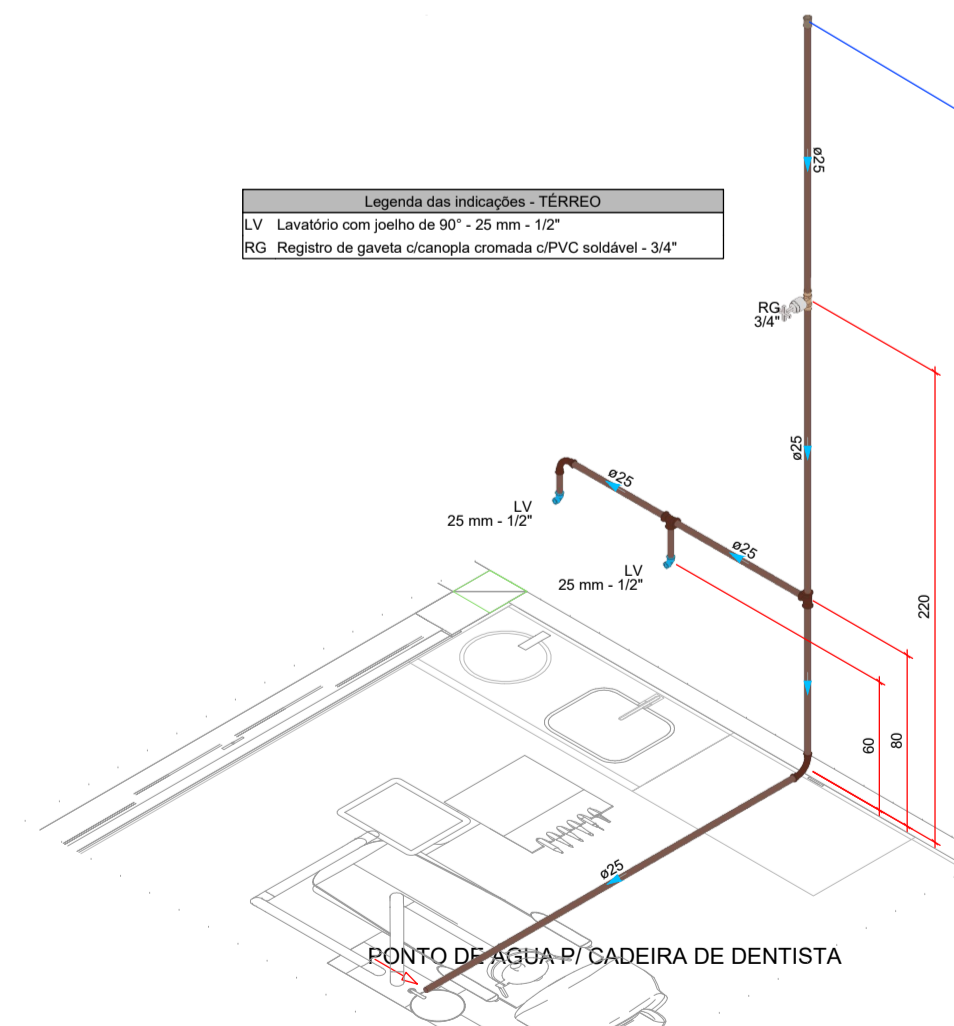 ø25
Legenda das indicações - TÉRREO
LV Lavatório com joelho de 90° - 25 mm - 1/2"
RG Registro de gaveta c/canopla cromada c/PVC soldável - 3/4"
RG
3/4"
ø25
ø25
LV
25 mm - 1/2"
ø25
LV
25 mm - 1/2"
220
60
80
ø25
PONTO DE AGUA P/ CADEIRA DE DENTISTA